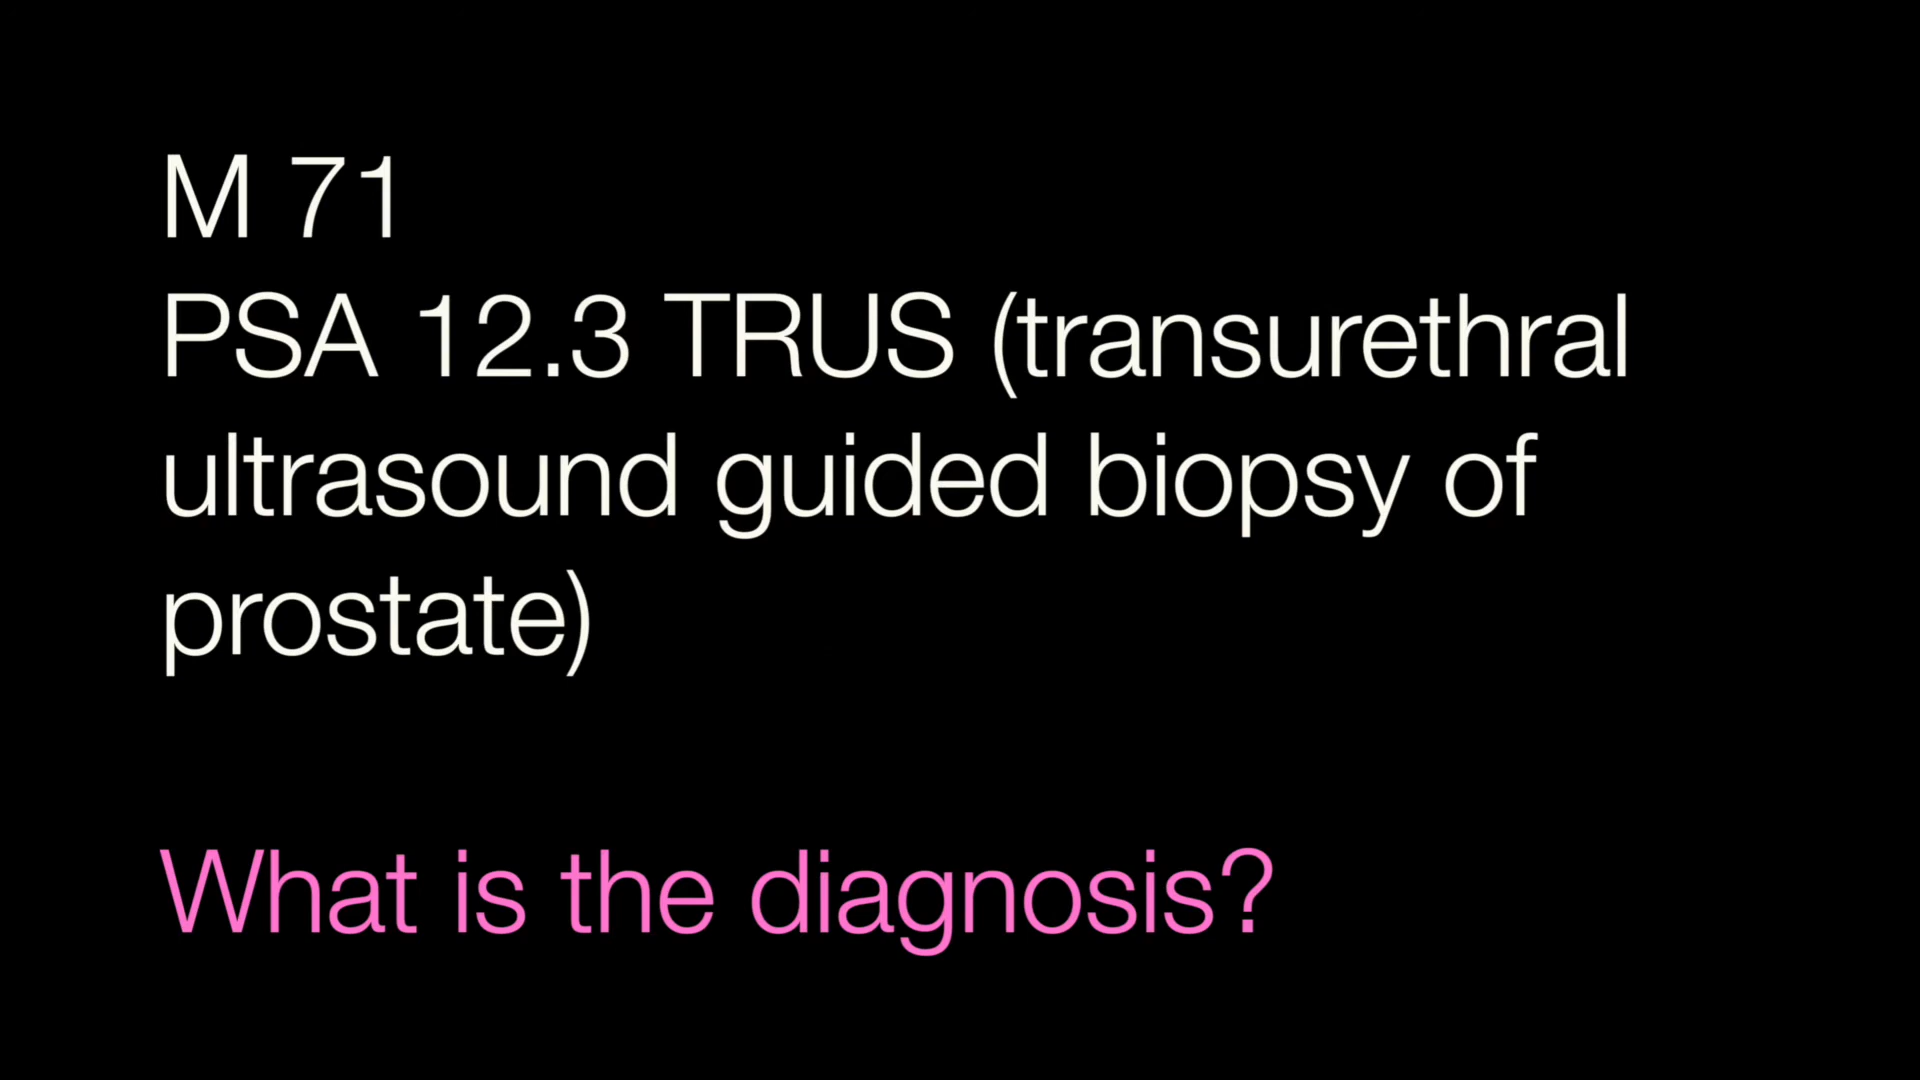 M 71
PSA 12.3 TRUS (transurethral
ultrasound guided biopsy of
prostate)
What is the diagnosis?